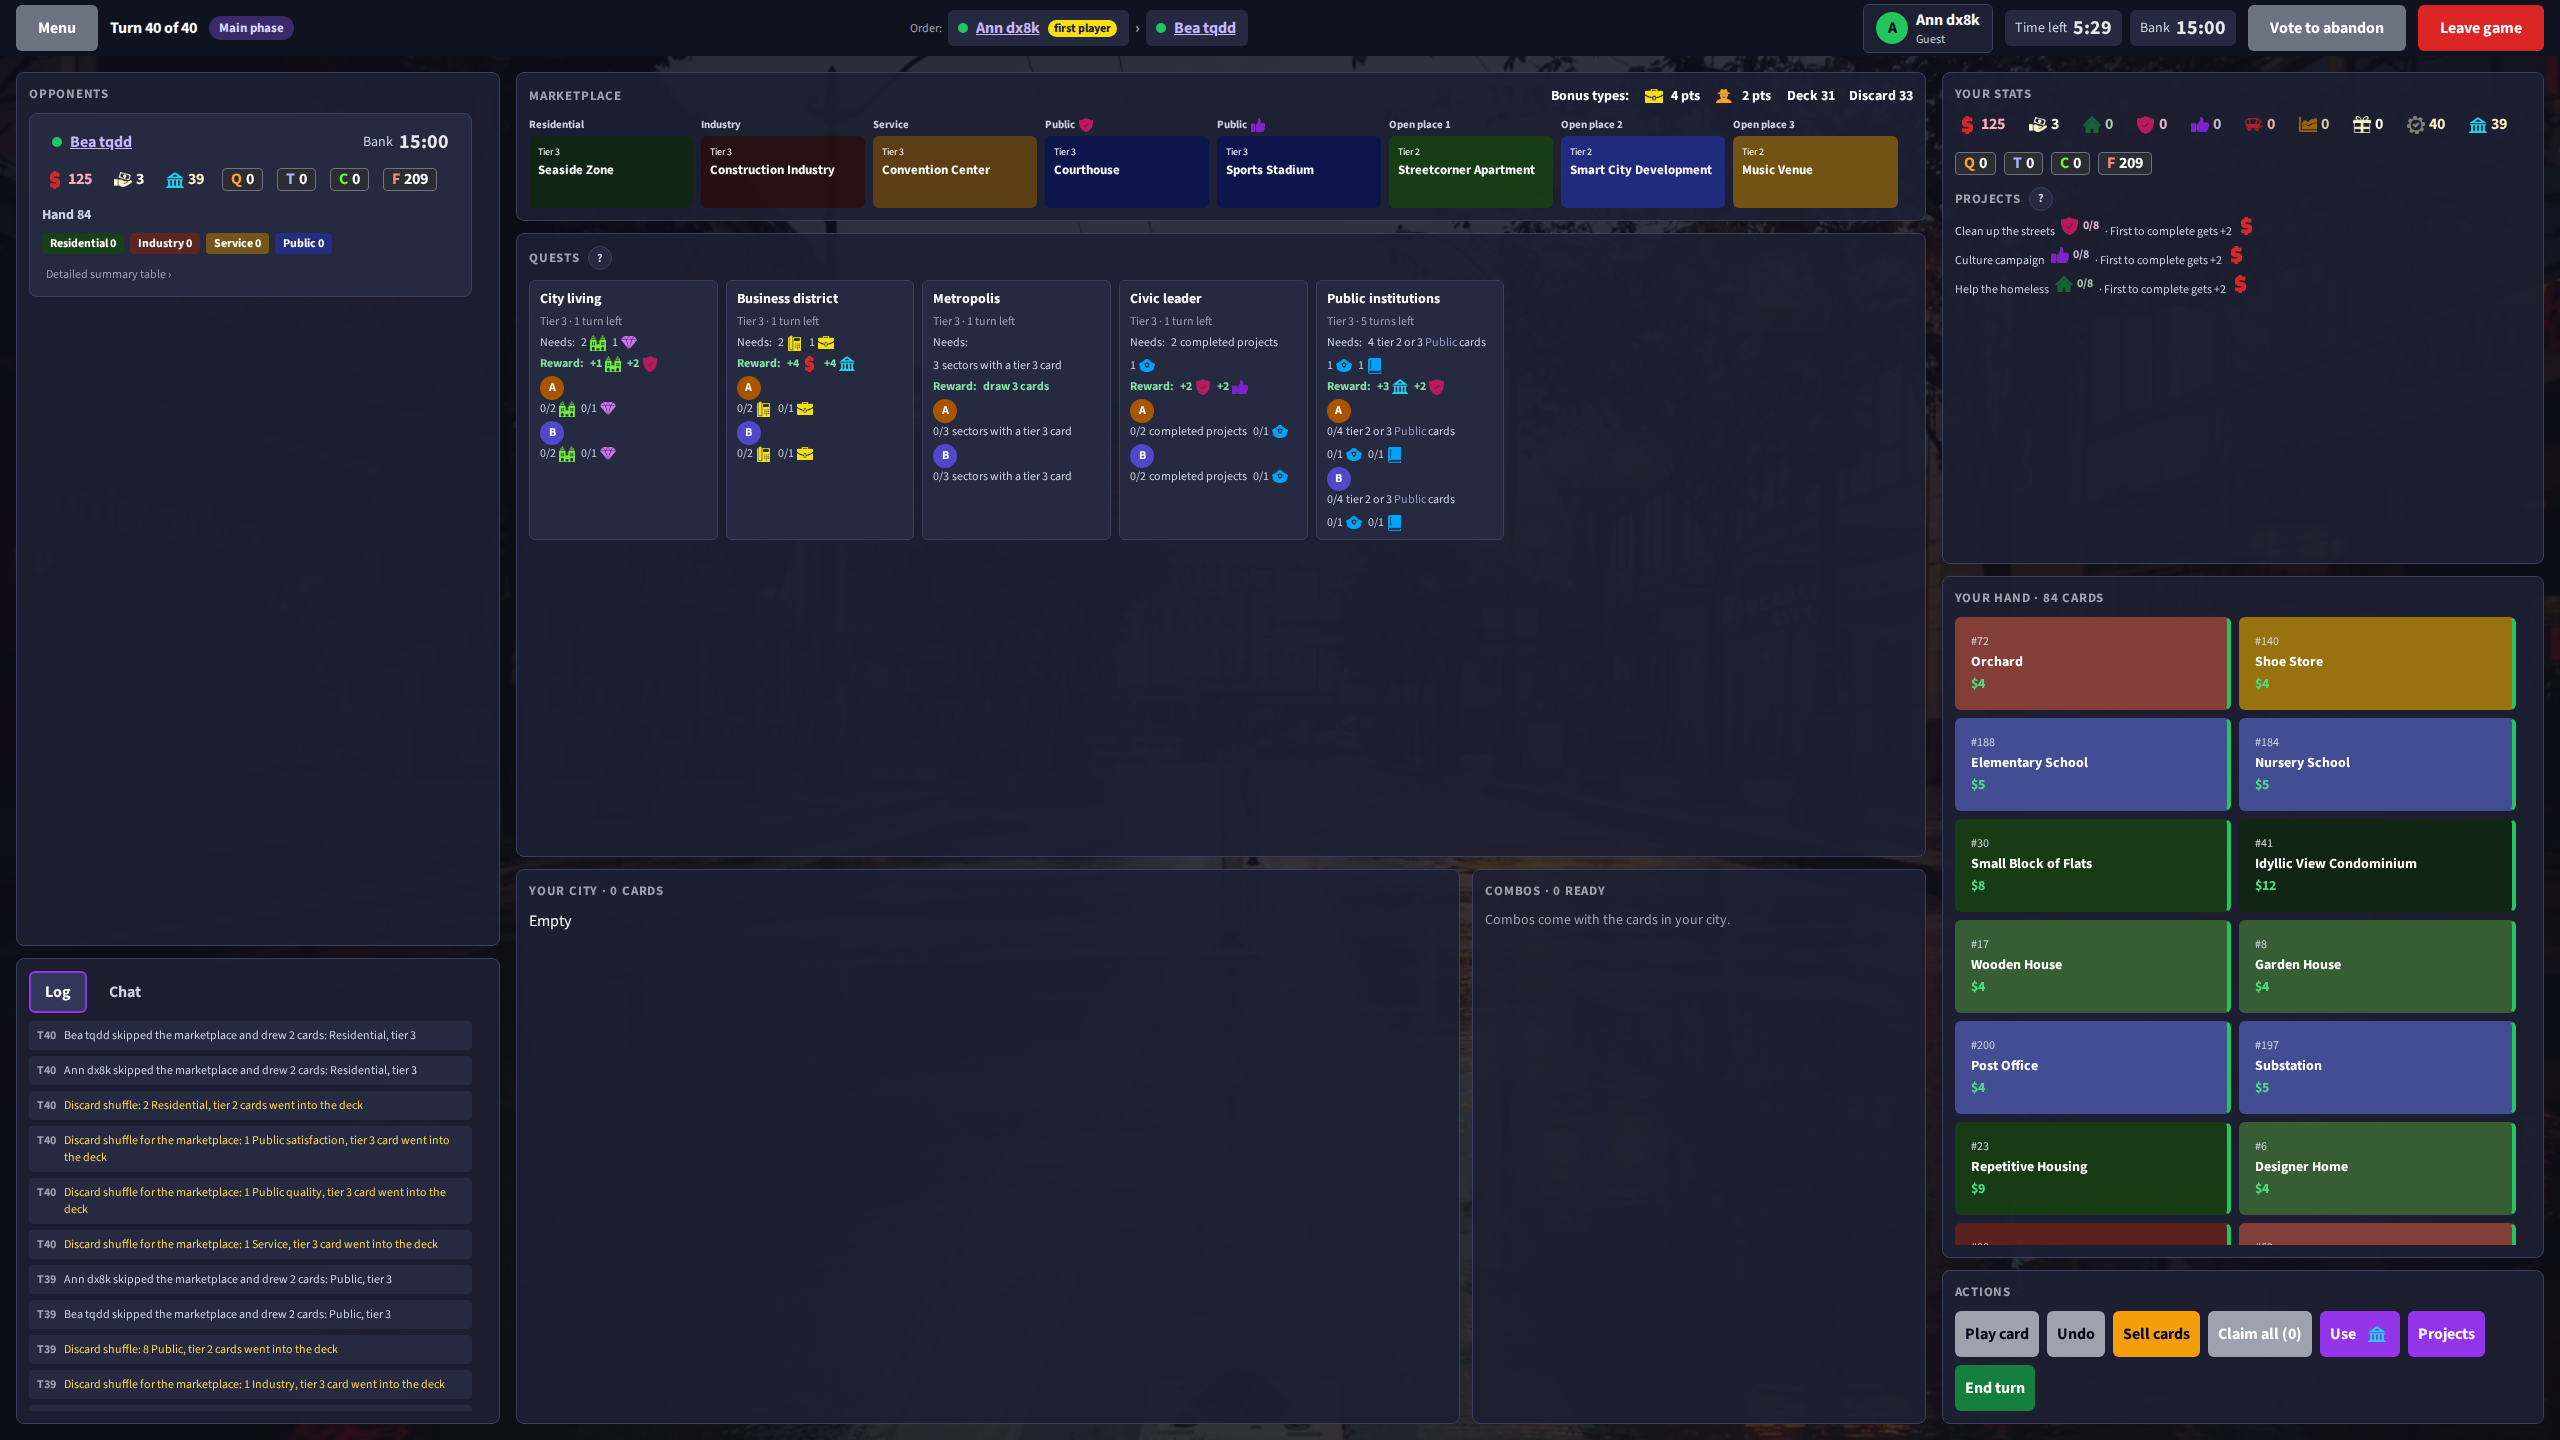 Menu
Turn 40 of 40
Main phase
Order:
Ann dx8k
first player
›
Bea tqdd
A
Ann dx8k
Guest
Time left 5:29
Bank 15:00
Vote to abandon
Leave game
OPPONENTS
Bea tqdd
Bank 15:00
125
3
39
Q 0
T 0
C 0
F 209
Hand 84
Residential 0
Industry 0
Service 0
Public 0
Detailed summary table ›
MARKETPLACE
Bonus types:
4 pts
2 pts
Deck 31
Discard 33
Residential
Tier 3
Seaside Zone
Industry
Tier 3
Construction Industry
Service
Tier 3
Convention Center
Public
Tier 3
Courthouse
Public
Tier 3
Sports Stadium
Open place 1
Tier 2
Streetcorner Apartment
Open place 2
Tier 2
Smart City Development
Open place 3
Tier 2
Music Venue
QUESTS
?
City living
Tier 3 · 1 turn left
Needs: 2 1
Reward: +1 +2
A
0/2 0/1
B
0/2 0/1
Business district
Tier 3 · 1 turn left
Needs: 2 1
Reward: +4 +4
A
0/2 0/1
B
0/2 0/1
Metropolis
Tier 3 · 1 turn left
Needs:
3 sectors with a tier 3 card
Reward: draw 3 cards
A
0/3 sectors with a tier 3 card
B
0/3 sectors with a tier 3 card
Civic leader
Tier 3 · 1 turn left
Needs: 2 completed projects
1
Reward: +2 +2
A
0/2 completed projects 0/1
B
0/2 completed projects 0/1
Public institutions
Tier 3 · 5 turns left
Needs: 4 tier 2 or 3 Public cards
1 1
Reward: +3 +2
A
0/4 tier 2 or 3 Public cards
0/1 0/1
B
0/4 tier 2 or 3 Public cards
0/1 0/1
YOUR CITY · 0 CARDS
Empty
COMBOS · 0 READY
Combos come with the cards in your city.
Log
Chat
T40 Bea tqdd skipped the marketplace and drew 2 cards: Residential, tier 3
T40 Ann dx8k skipped the marketplace and drew 2 cards: Residential, tier 3
T40 Discard shuffle: 2 Residential, tier 2 cards went into the deck
T40 Discard shuffle for the marketplace: 1 Public satisfaction, tier 3 card went into
the deck
T40 Discard shuffle for the marketplace: 1 Public quality, tier 3 card went into the
deck
T40 Discard shuffle for the marketplace: 1 Service, tier 3 card went into the deck
T39 Ann dx8k skipped the marketplace and drew 2 cards: Public, tier 3
T39 Bea tqdd skipped the marketplace and drew 2 cards: Public, tier 3
T39 Discard shuffle: 8 Public, tier 2 cards went into the deck
T39 Discard shuffle for the marketplace: 1 Industry, tier 3 card went into the deck
YOUR STATS
125
3
0
0
0
0
0
0
40
39
Q 0
T 0
C 0
F 209
PROJECTS
?
Clean up the streets 0/8 · First to complete gets +2
Culture campaign 0/8 · First to complete gets +2
Help the homeless 0/8 · First to complete gets +2
YOUR HAND · 84 CARDS
#72
Orchard
$4
#140
Shoe Store
$4
#188
Elementary School
$5
#184
Nursery School
$5
#30
Small Block of Flats
$8
#41
Idyllic View Condominium
$12
#17
Wooden House
$4
#8
Garden House
$4
#200
Post Office
$4
#197
Substation
$5
#23
Repetitive Housing
$9
#6
Designer Home
$4
ACTIONS
Play card
Undo
Sell cards
Claim all (0)
Use
Projects
End turn